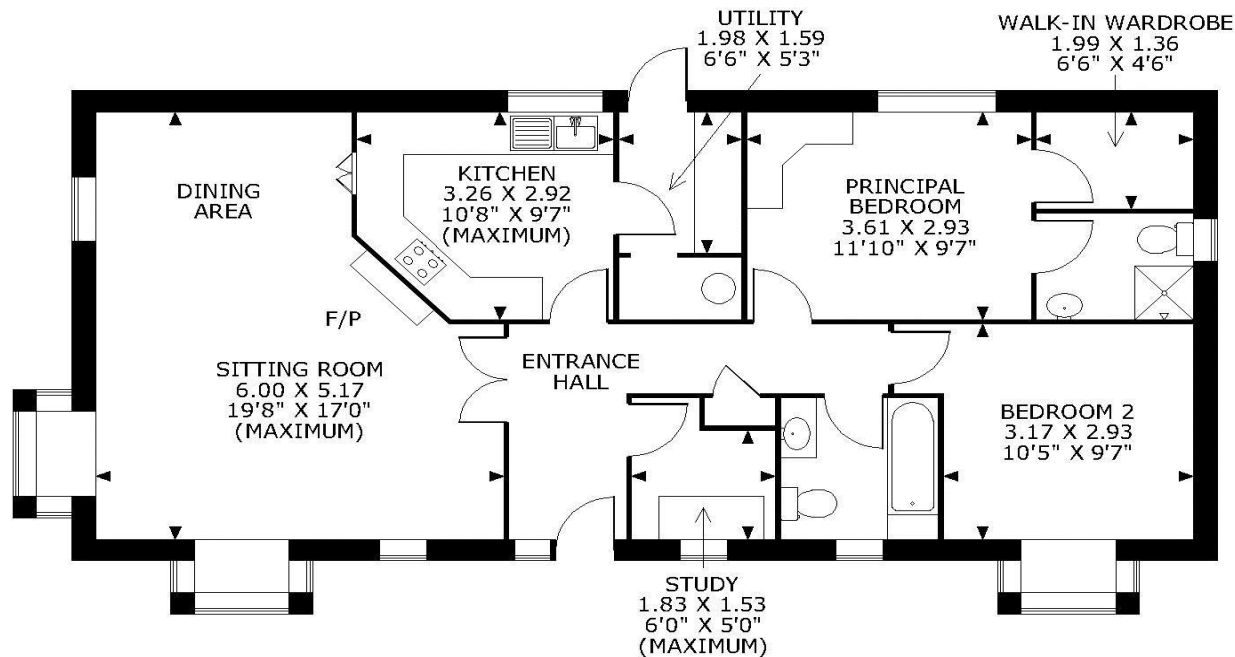 UTILITY
1.98 X 1.59
6'6" X 5'3"
WALK-IN WARDROBE
1.99 X 1.36
6'6" X 4'6"
DINING
AREA
KITCHEN
3.26 X 2.92
10'8" X 9'7"
(MAXIMUM)
PRINCIPAL
BEDROOM
3.61 X 2.93
11'10" X 9'7"
F/P
SITTING ROOM
6.00 X 5.17
19'8" X 17'0"
(MAXIMUM)
ENTRANCE
HALL
BEDROOM 2
3.17 X 2.93
10'5" X 9'7"
STUDY
1.83 X 1.53
6'0" X 5'0"
(MAXIMUM)